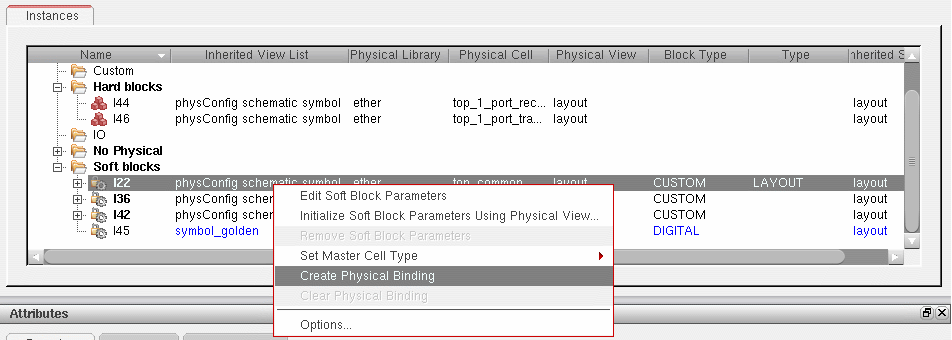 Instances
Name Inherited View List Physical Library Physical Cell Physical View Block Type Type nherited S
Custom
Hard blocks
I44 physConfig schematic symbol ether top_1_port_rec... layout layout
I46 physConfig schematic symbol ether top_1_port_tra... layout layout
IO
No Physical
Soft blocks
I22 physConfig schematic symbol ether top_common layout CUSTOM LAYOUT layout
I36 physConfig schem CUSTOM layout
I42 physConfig schem CUSTOM layout
I45 symbol_golden DIGITAL layout
Edit Soft Block Parameters
Initialize Soft Block Parameters Using Physical View...
Remove Soft Block Parameters
Set Master Cell Type
Create Physical Binding
Clear Physical Binding
Options...
Attributes